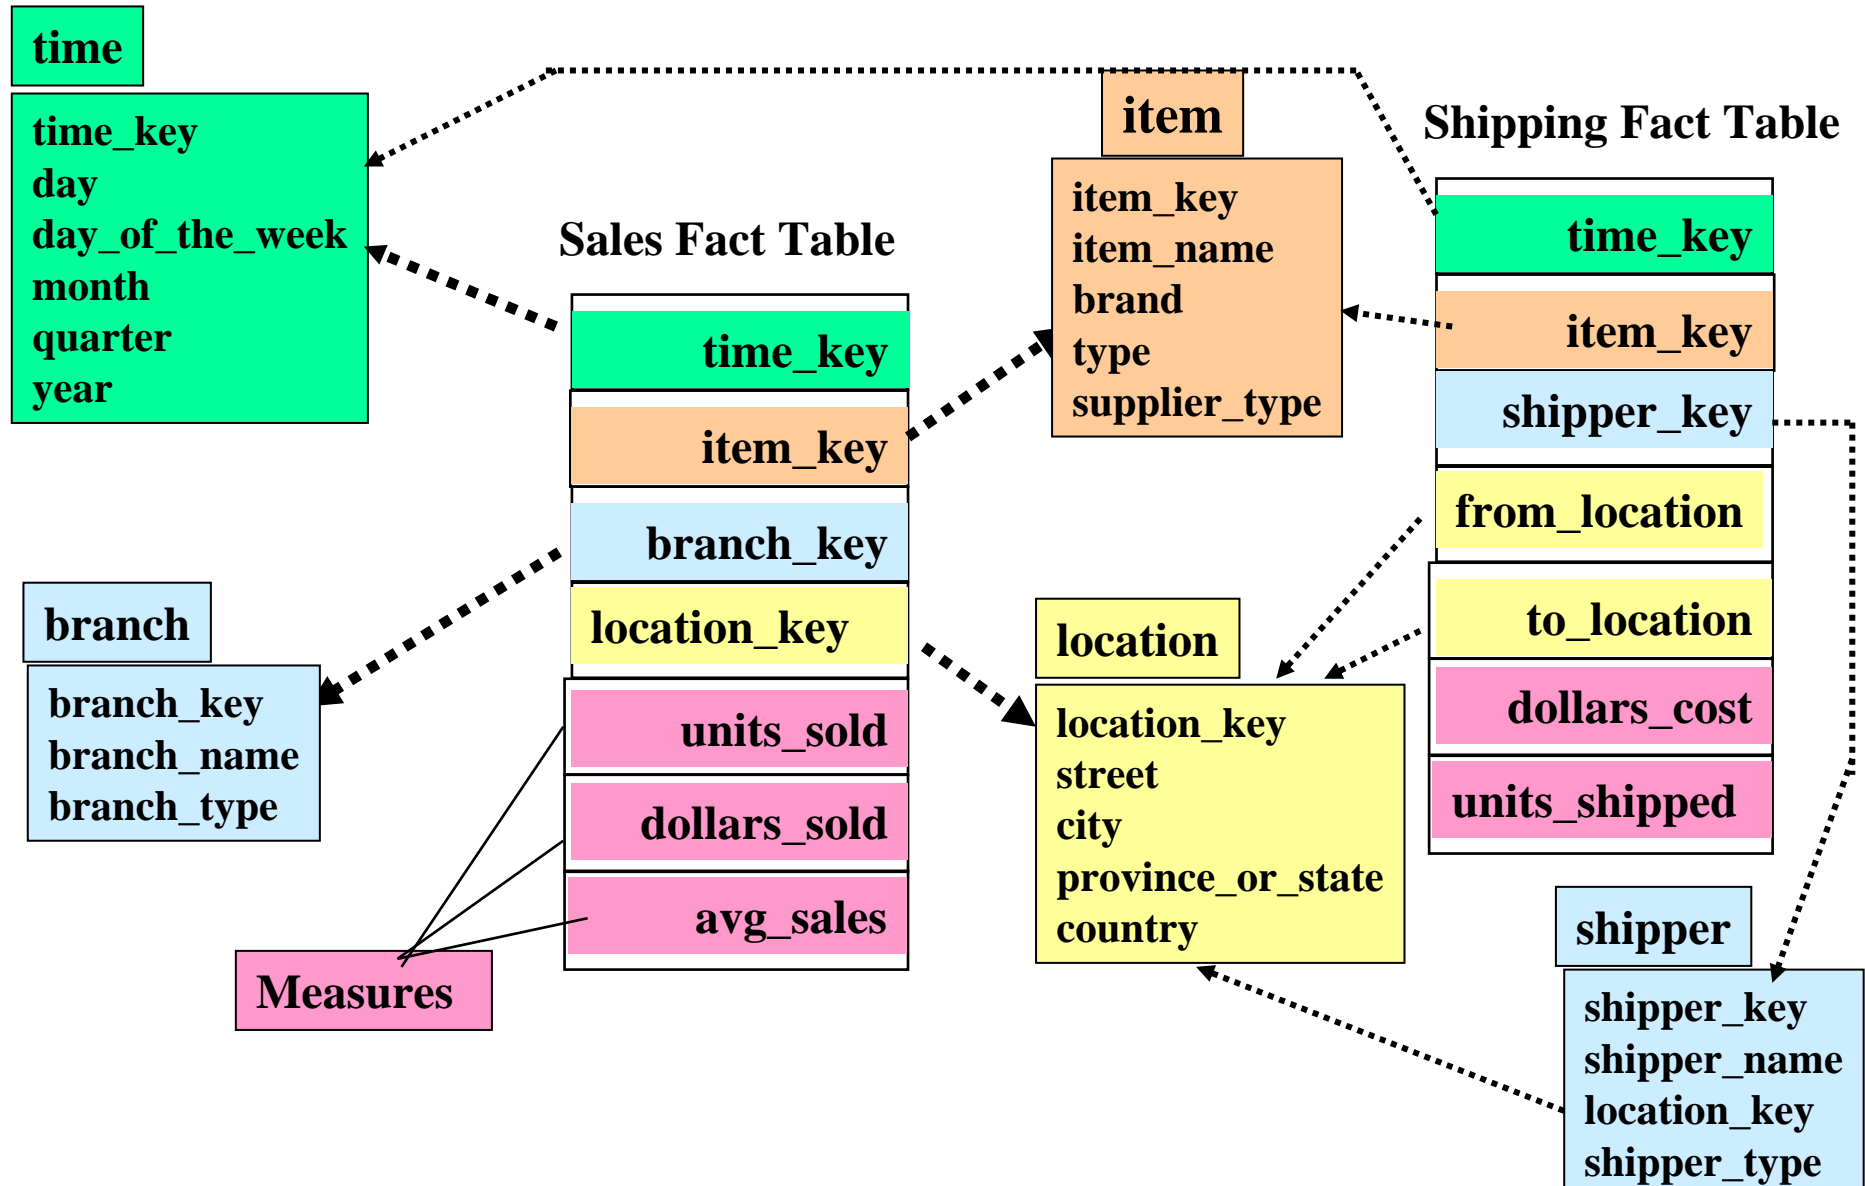 time
time_key
day
day_of_the_week
month
quarter
year
Sales Fact Table
time_key
item_key
branch_key
location_key
units_sold
dollars_sold
avg_sales
Measures
branch
branch_key
branch_name
branch_type
item
item_key
item_name
brand
type
supplier_type
location
location_key
street
city
province_or_state
country
Shipping Fact Table
time_key
item_key
shipper_key
from_location
to_location
dollars_cost
units_shipped
shipper
shipper_key
shipper_name
location_key
shipper_type